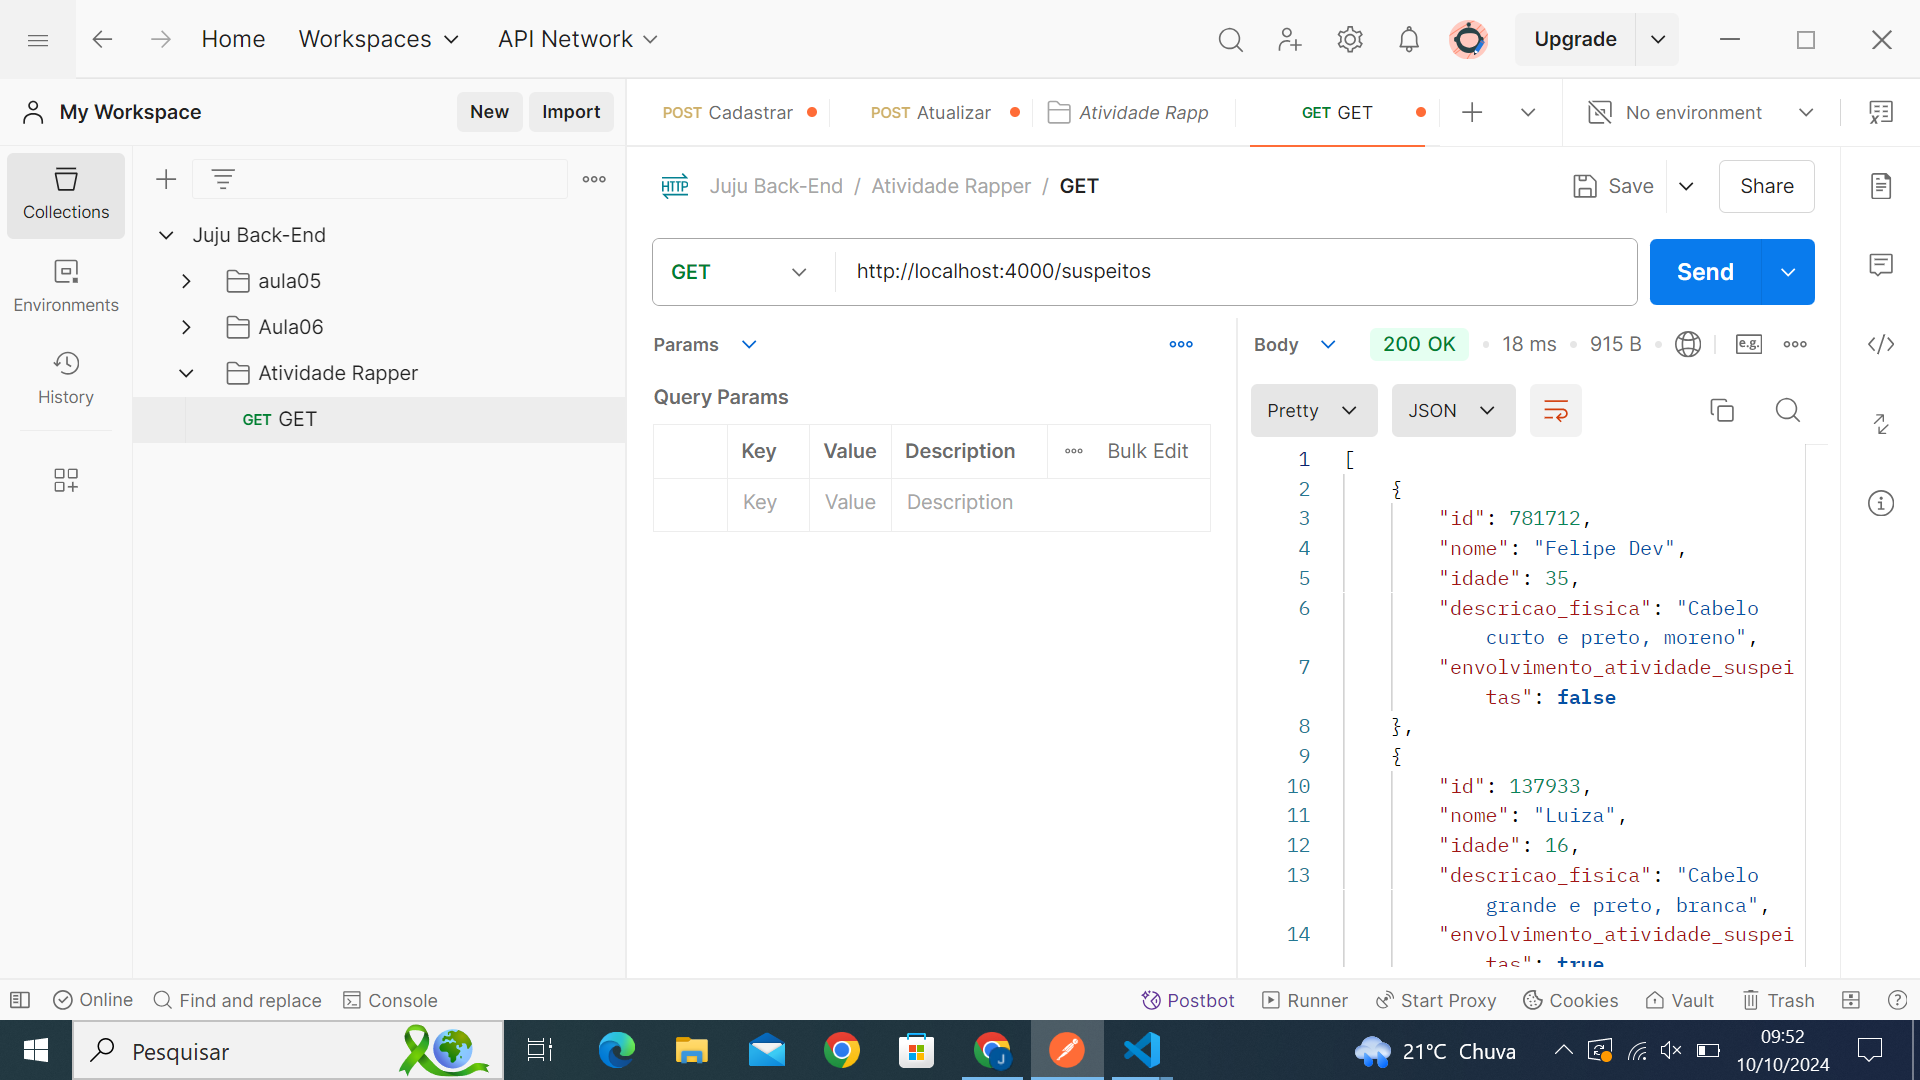 Home
Workspaces
API Network
Upgrade
My Workspace
New
Import
POST Cadastrar
POST Atualizar
Atividade Rapp
GET GET
No environment
Collections
Environments
History
Juju Back-End
aula05
Aula06
Atividade Rapper
GET GET
HTTP
Juju Back-End / Atividade Rapper / GET
Save
Share
GET
http://localhost:4000/suspeitos
Send
Params
Query Params
Key Value Description Bulk Edit
Key Value Description
Body
200 OK
18 ms
915 B
e.g.
Pretty
JSON
1 [
2 {
3 "id": 781712,
4 "nome": "Felipe Dev",
5 "idade": 35,
6 "descricao_fisica": "Cabelo
curto e preto, moreno",
7 "envolvimento_atividade_suspei
tas": false
8 },
9 {
10 "id": 137933,
11 "nome": "Luiza",
12 "idade": 16,
13 "descricao_fisica": "Cabelo
grande e preto, branca",
14 "envolvimento_atividade_suspei
tas": true
Online
Find and replace
Console
Postbot
Runner
Start Proxy
Cookies
Vault
Trash
Pesquisar
J
21°C Chuva
09:52
10/10/2024